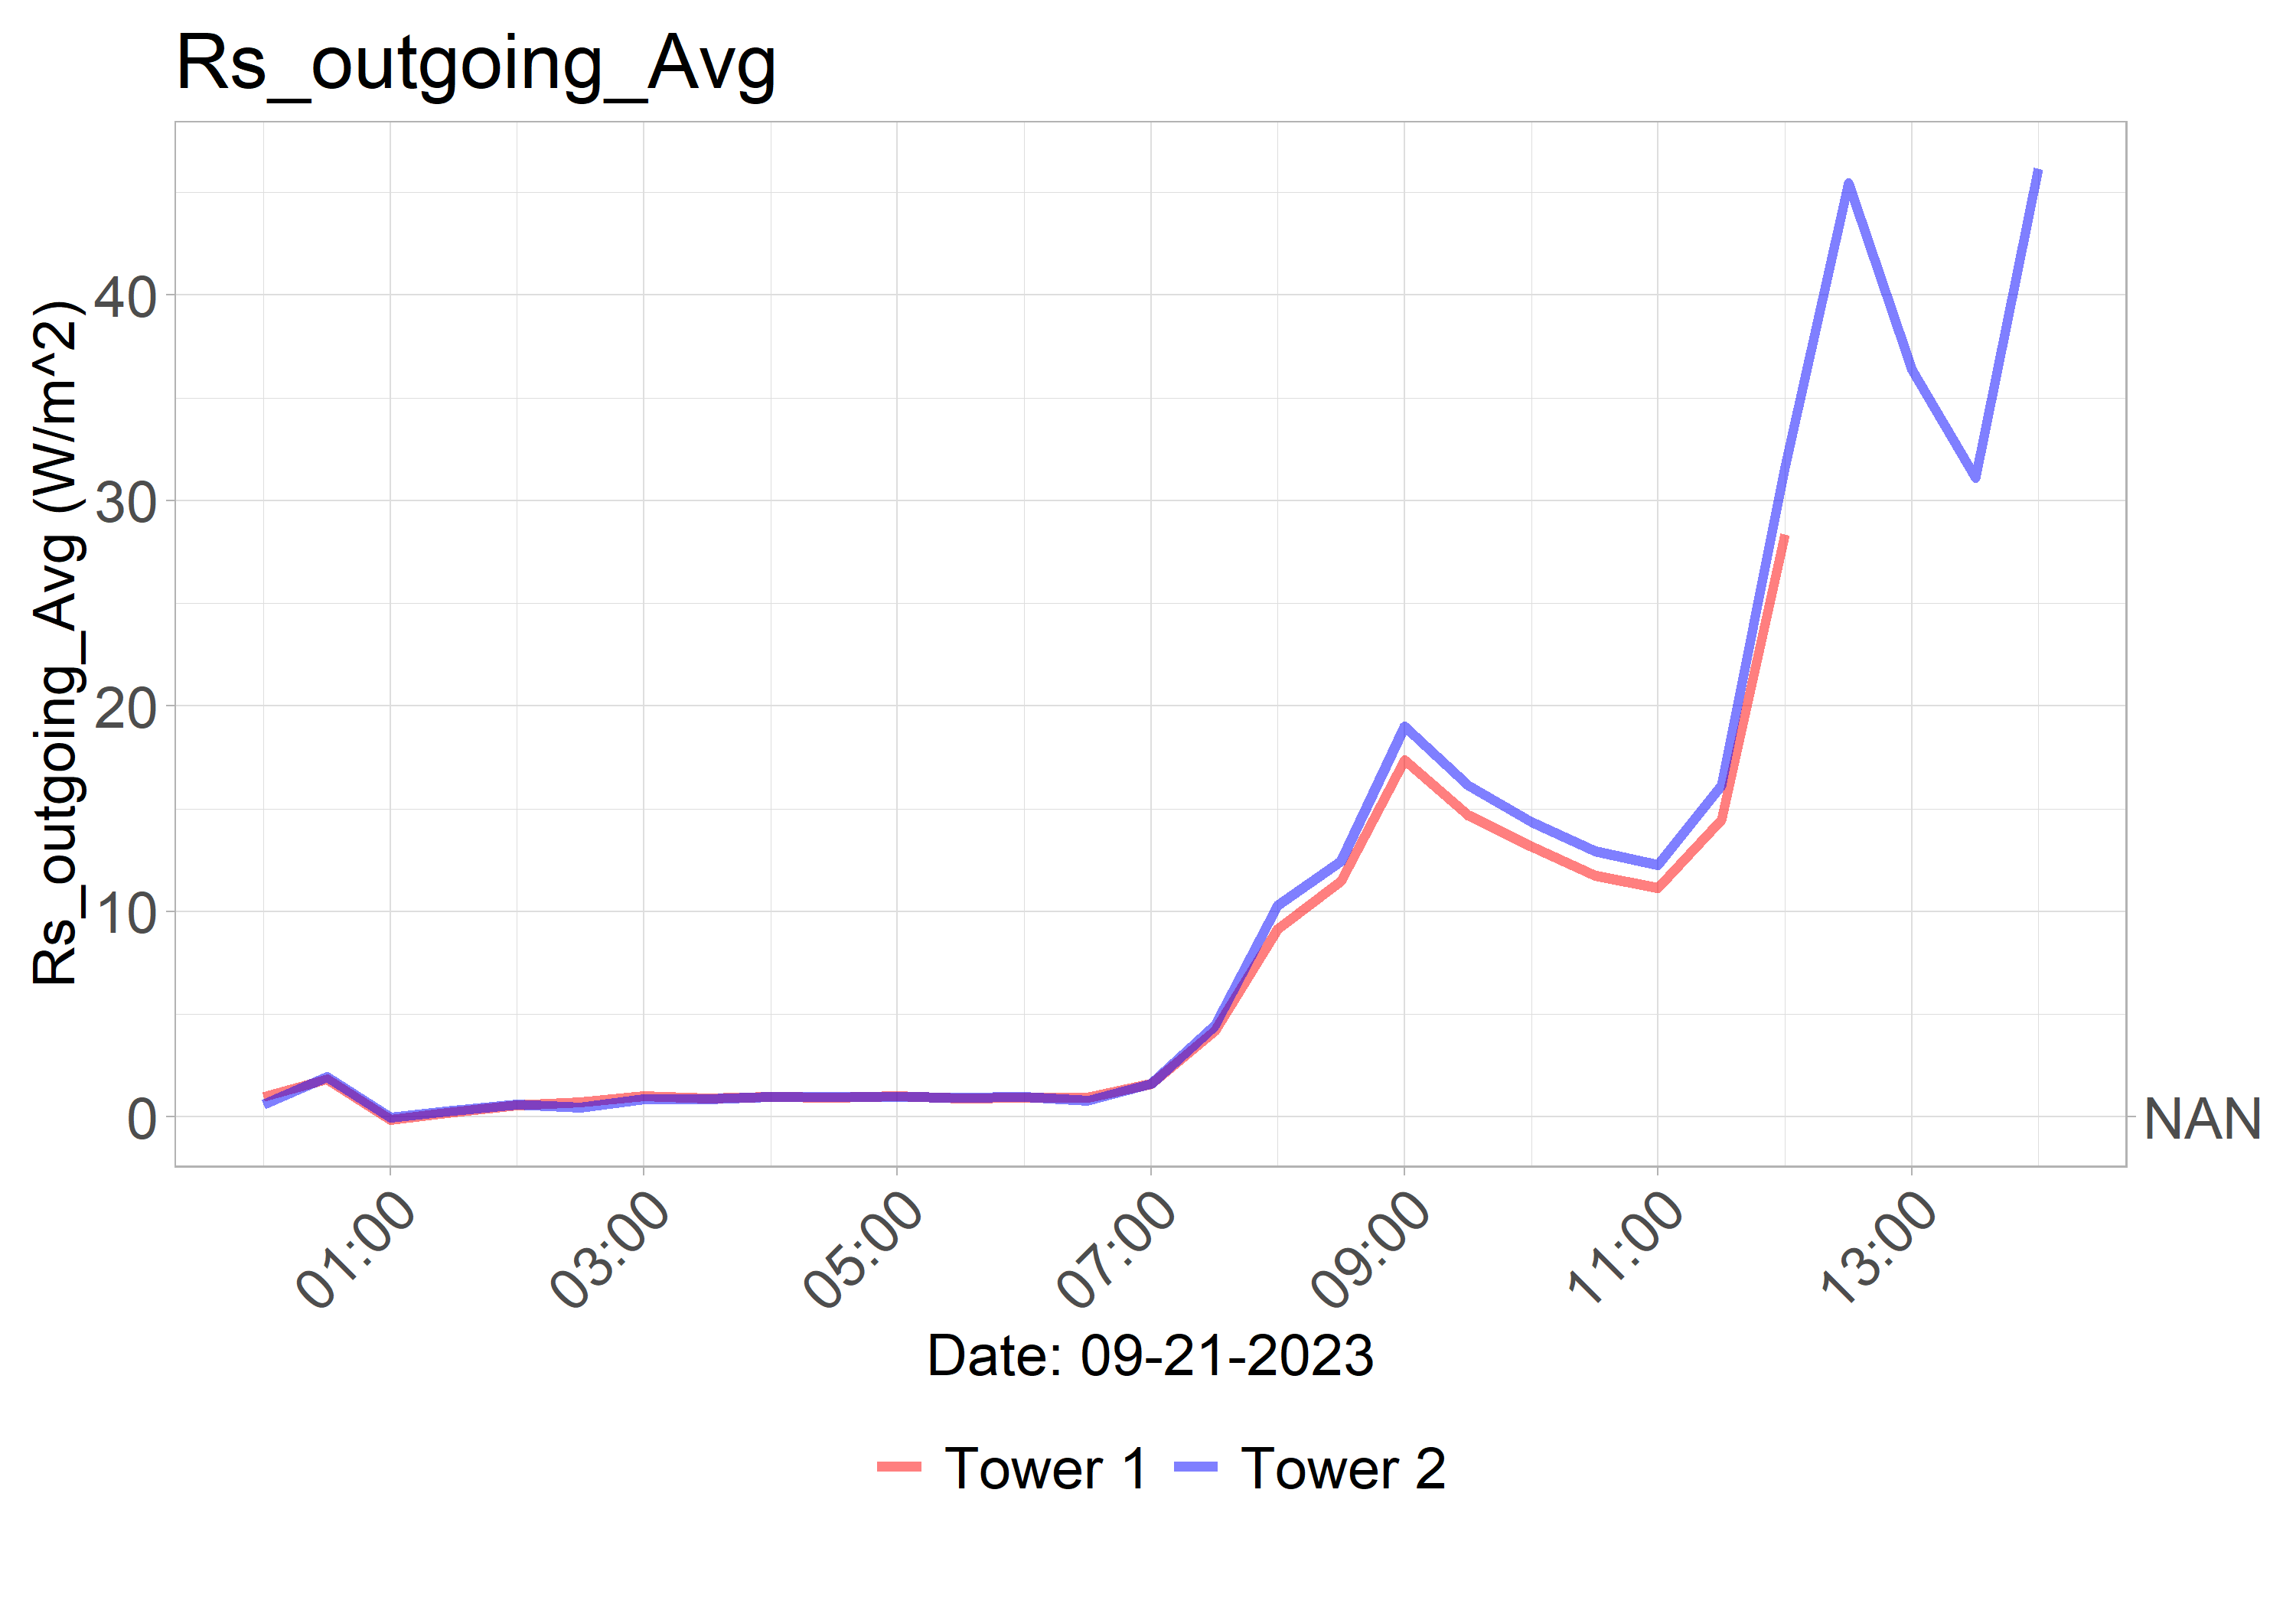 Rs_outgoing_Avg
Rs_outgoing_Avg (W/m^2)
40
30
20
10
0
NAN
01:00
03:00
05:00
07:00
09:00
11:00
13:00
Date: 09-21-2023
Tower 1
Tower 2